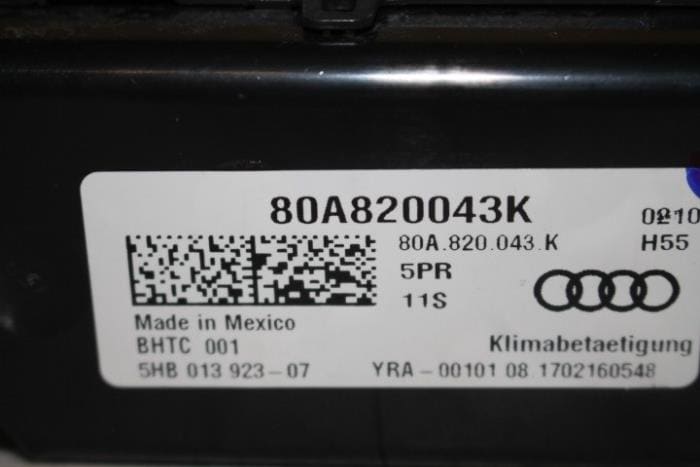 80A820043K
80A.820.043.K H55
5PR
11S
Made in Mexico
BHTC 001 Klimabetaetigung
5HB 013 923-07 YRA-00101 08 1702160548